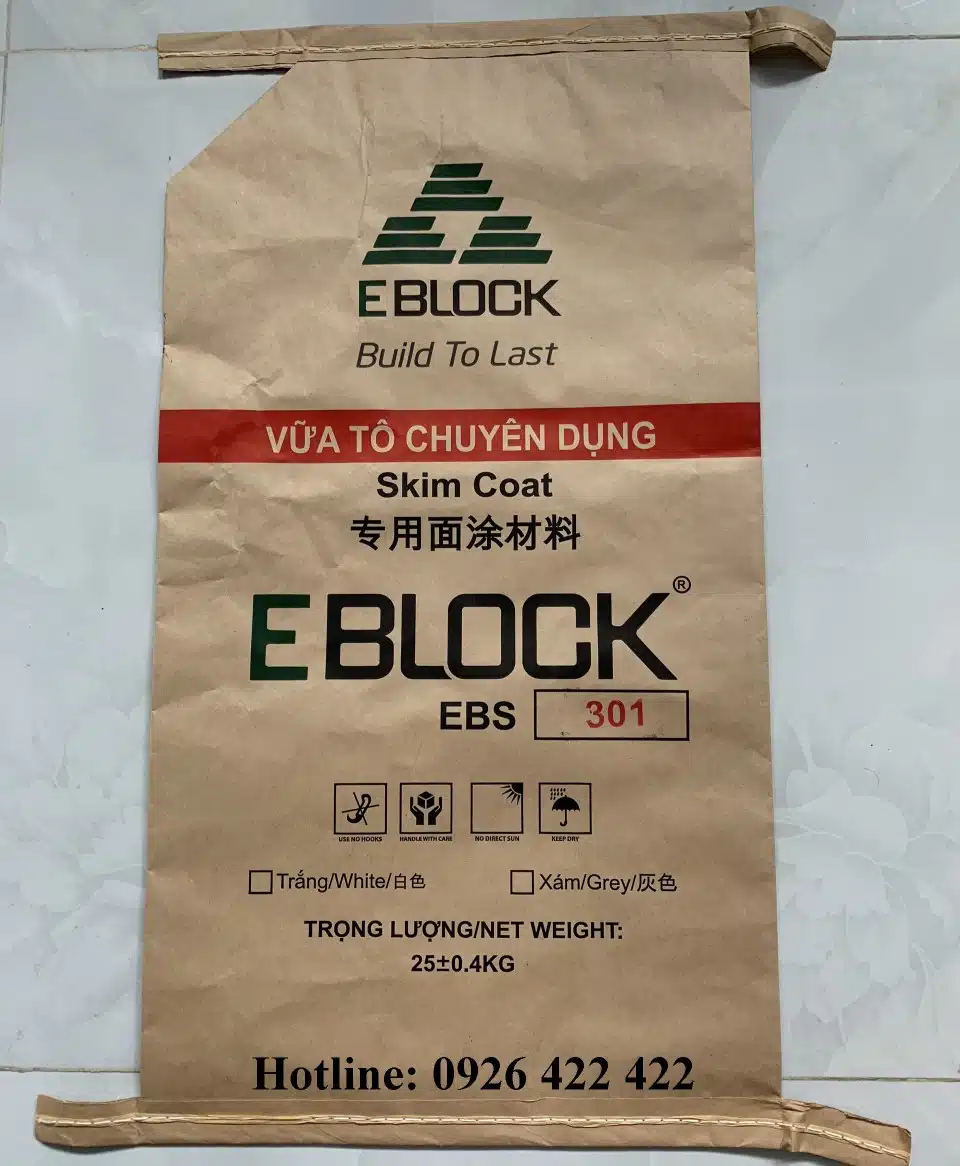 EBLOCK
Build To Last
VỮA TÔ CHUYÊN DỤNG
Skim Coat
专用面涂材料
EBLOCK®
EBS 301
USE NO HOOKS HANDLE WITH CARE NO DIRECT SUN KEEP DRY
Trắng/White/白色 Xám/Grey/灰色
TRỌNG LƯỢNG/NET WEIGHT:
25±0.4KG
Hotline: 0926 422 422